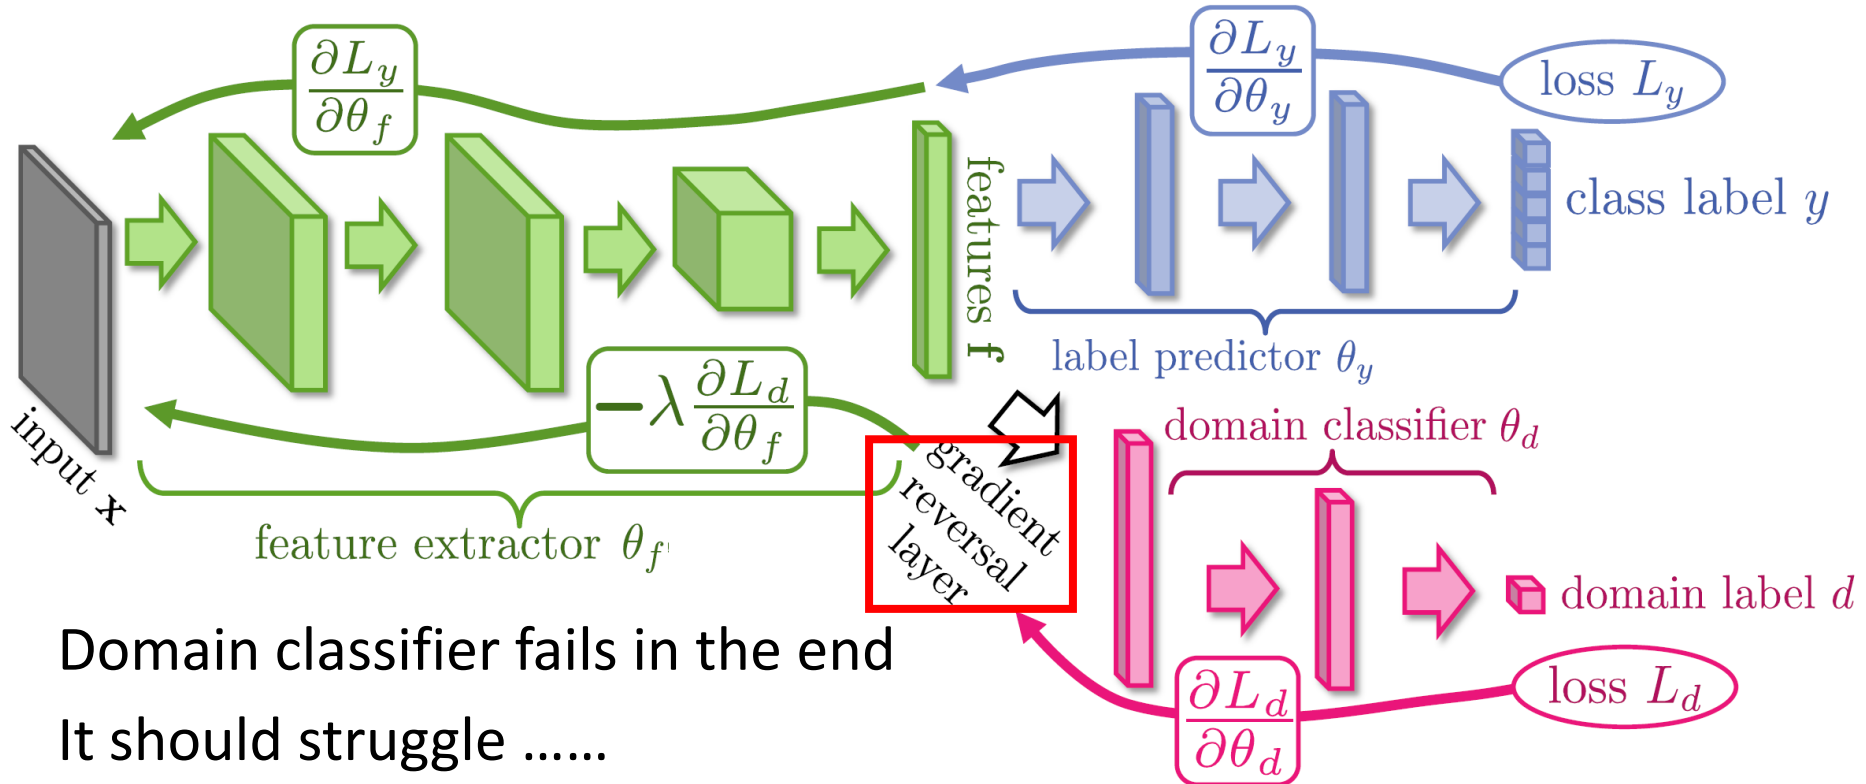 ∂L_y/∂θ_f
∂L_y/∂θ_y
loss L_y
class label y
features f
label predictor θ_y
input x
−λ ∂L_d/∂θ_f
feature extractor θ_f
gradient
reversal
layer
domain classifier θ_d
domain label d
loss L_d
∂L_d/∂θ_d
Domain classifier fails in the end
It should struggle ......